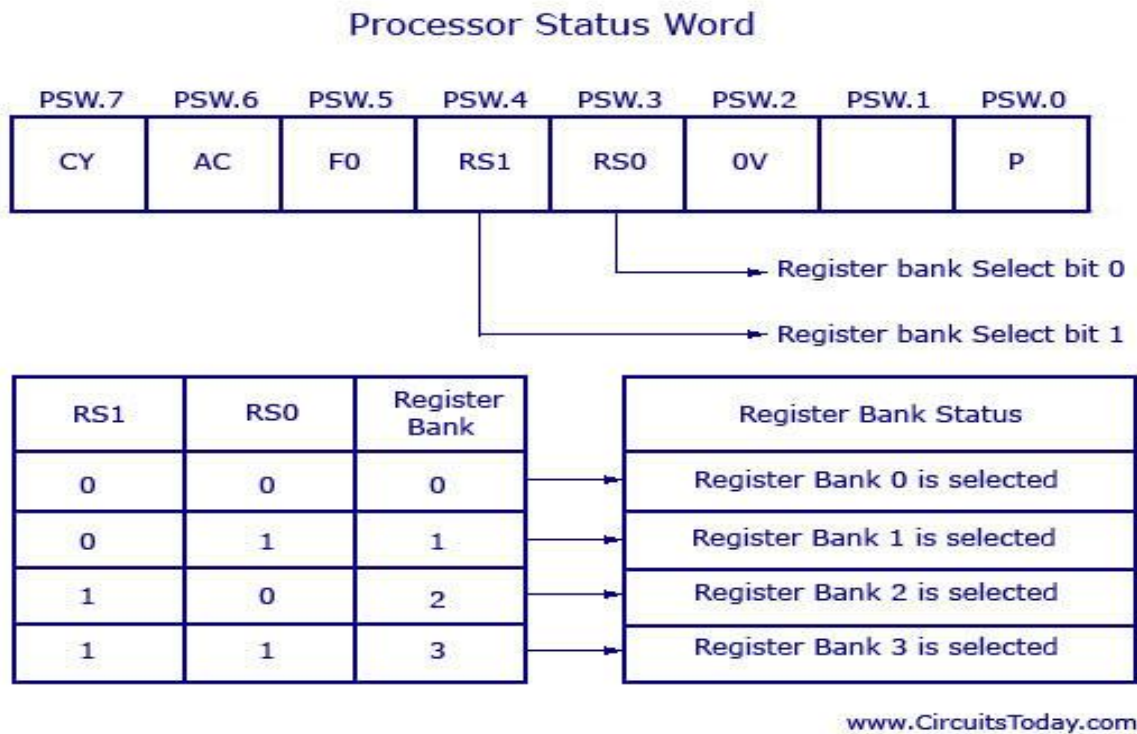 Processor Status Word
PSW.7 PSW.6 PSW.5 PSW.4 PSW.3 PSW.2 PSW.1 PSW.0
CY AC F0 RS1 RS0 0V P
Register bank Select bit 0
Register bank Select bit 1
RS1 RS0 Register Bank Register Bank Status
0 0 0 Register Bank 0 is selected
0 1 1 Register Bank 1 is selected
1 0 2 Register Bank 2 is selected
1 1 3 Register Bank 3 is selected
www.CircuitsToday.com